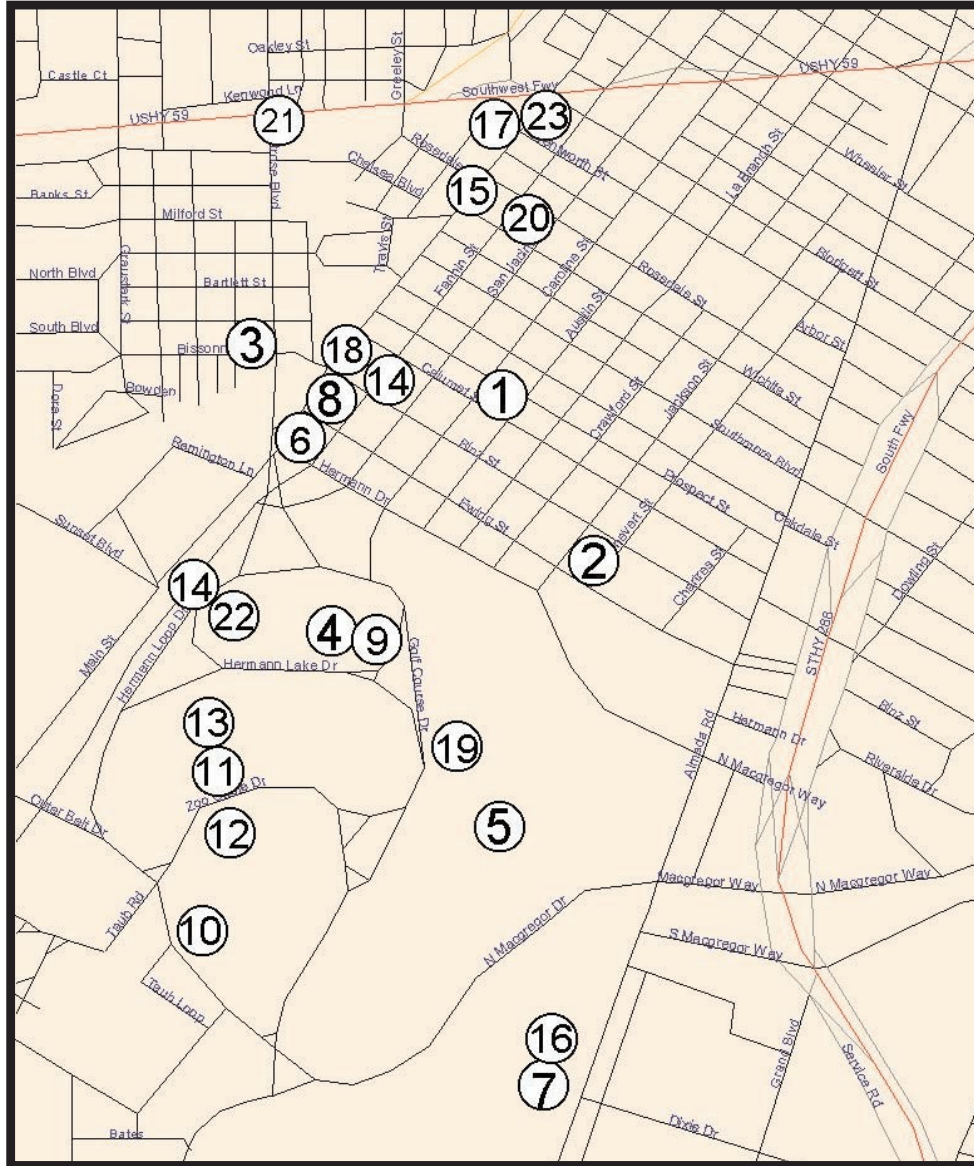 Oakley St
Greeley St
Castle Ct
Kenwood Ln
USHY 59
Southwest Fwy
USHY 59
21
17
23
Rosedale
Chelsea Blvd
La Branch St
Wheeler St
Banks St
15
20
Milford St
Travis St
Fannin St
San Jacin
Caroline St
Rosedale St
Blodgett St
North Blvd
Bartlett St
Austin St
South Blvd
Arbor St
Bissonn
3
18
14
Calumet S
1
Wichita St
Bowden
Dora St
8
Crawford St
Jackson St
Southmore Blvd
South Fwy
6
Remington Ln
Hermann Dr
Binz St
Prospect St
Oakdale St
Sunset Blvd
Ewing St
2
Chartres St
Dowling St
14
22
4
9
Main St
Hermann Loop Dr
Hermann Lake Dr
Golf Course Dr
STHY 288
13
19
Almada Rd
Hermann Dr
Binz St
11
N Macgregor Way
Riverside Dr
Outer Belt Dr
12
5
Macgregor Way
N Macgregor Way
Taub Rd
10
N Macgregor Dr
S Macgregor Way
Taub Loop
16
7
Grand Blvd
Service Rd
Bates
Dixie Dr